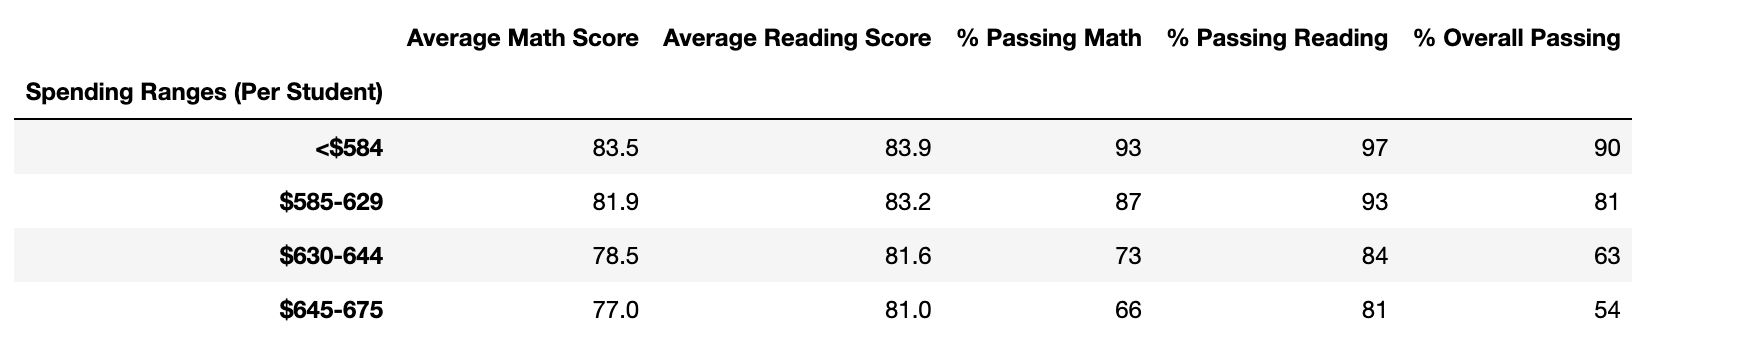 Average Math Score Average Reading Score % Passing Math % Passing Reading % Overall Passing
Spending Ranges (Per Student)
<$584 83.5 83.9 93 97 90
$585-629 81.9 83.2 87 93 81
$630-644 78.5 81.6 73 84 63
$645-675 77.0 81.0 66 81 54